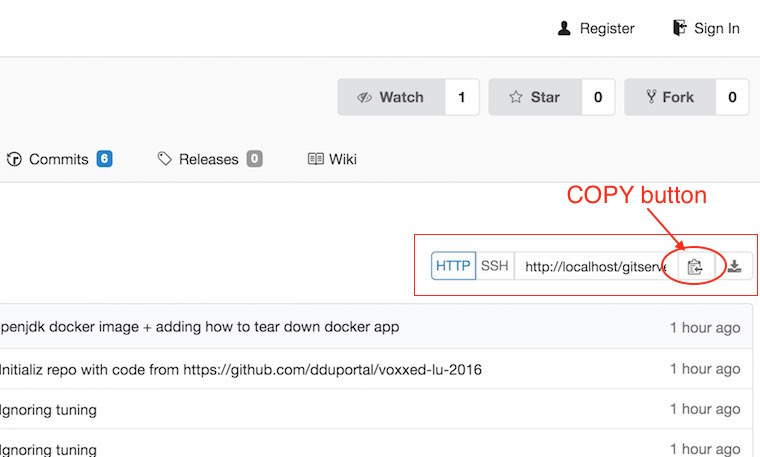 Register Sign In
Watch 1 Star 0 Fork 0
Commits 6 Releases 0 Wiki
COPY button
HTTP SSH http://localhost/gitserve
penjdk docker image + adding how to tear down docker app 1 hour ago
Initializ repo with code from https://github.com/dduportal/voxxed-lu-2016 1 hour ago
Ignoring tuning 1 hour ago
Ignoring tuning 1 hour ago